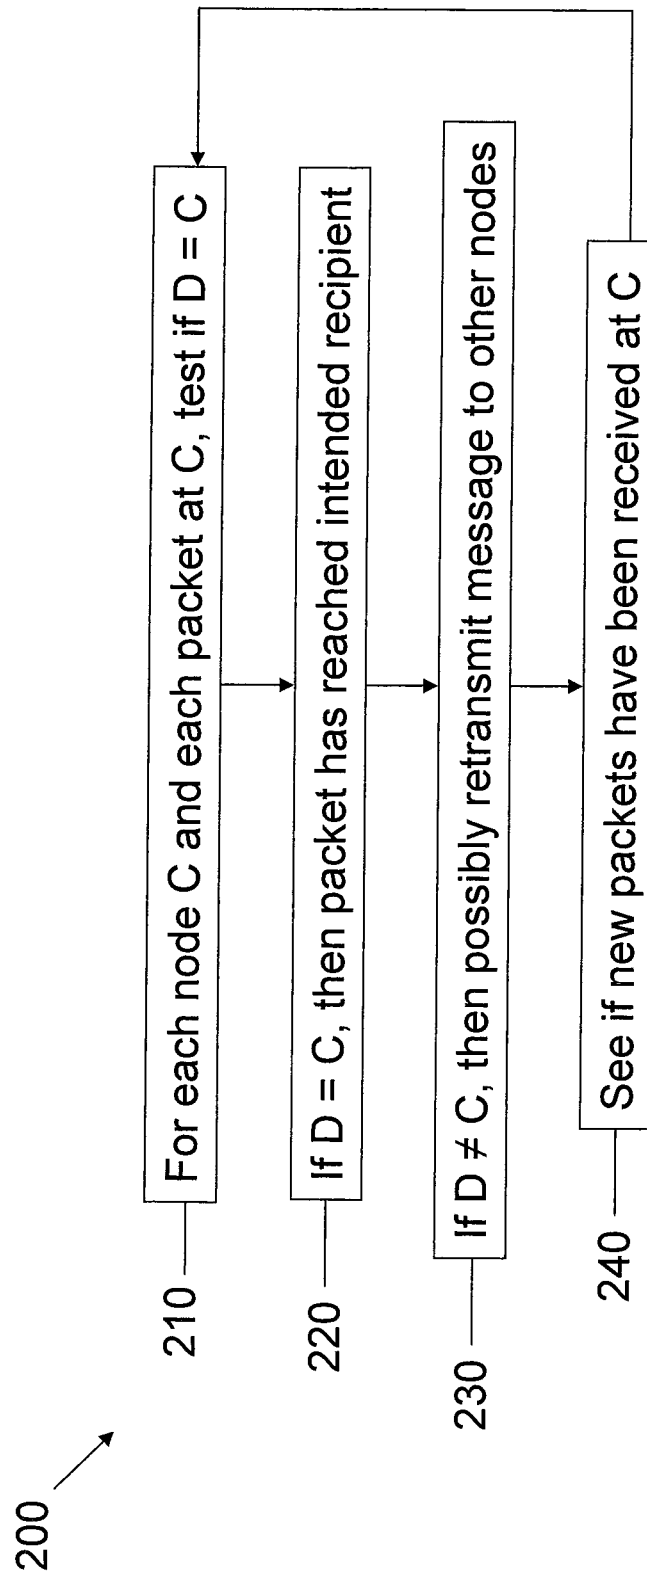 200
210
For each node C and each packet at C, test if D = C
220
If D = C, then packet has reached intended recipient
230
If D ≠ C, then possibly retransmit message to other nodes
240
See if new packets have been received at C